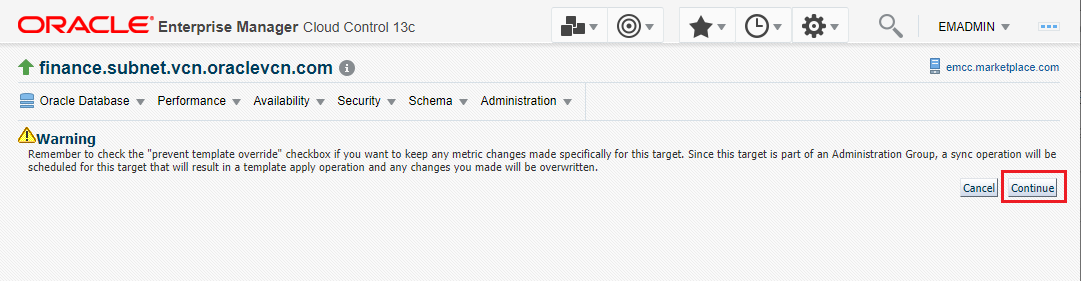 ORACLE Enterprise Manager Cloud Control 13c EMADMIN
finance.subnet.vcn.oraclevcn.com emcc.marketplace.com
Oracle Database Performance Availability Security Schema Administration
Warning
Remember to check the "prevent template override" checkbox if you want to keep any metric changes made specifically for this target. Since this target is part of an Administration Group, a sync operation will be
scheduled for this target that will result in a template apply operation and any changes you made will be overwritten.
Cancel Continue